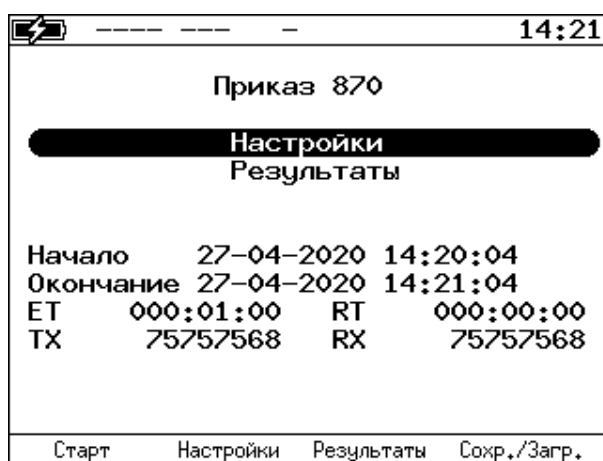 ---- --- - 14:21
Приказ 870
Настройки
Результаты
Начало 27-04-2020 14:20:04
Окончание 27-04-2020 14:21:04
ET 000:01:00 RT 000:00:00
TX 75757568 RX 75757568
Старт Настройки Результаты Сохр./Загр.